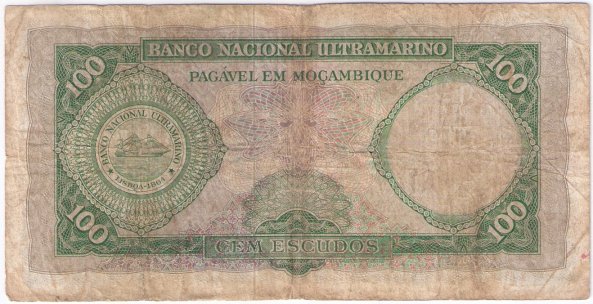 BANCO NACIONAL ULTRAMARINO
100
100
PAGÁVEL EM MOÇAMBIQUE
BANCO NACIONAL ULTRAMARINO
LISBOA-1864
100
100
CEM ESCUDOS